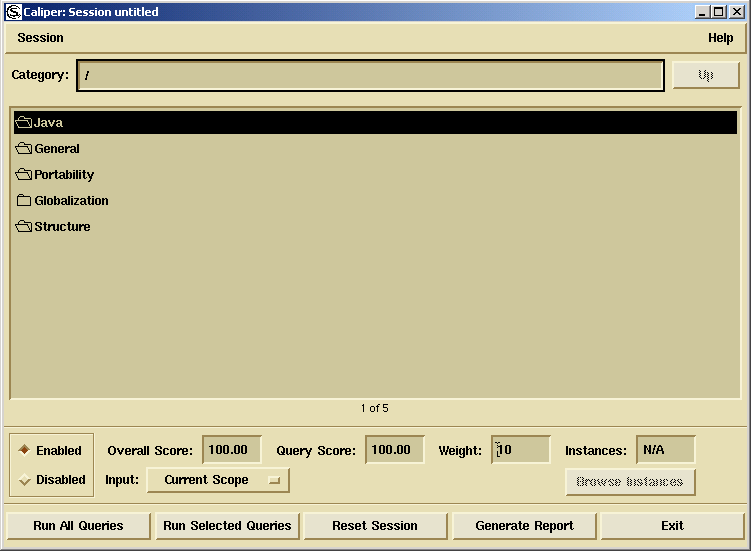 Caliper: Session untitled
Session Help
Category: / Up
Java
General
Portability
Globalization
Structure
1 of 5
Enabled Overall Score: 100.00 Query Score: 100.00 Weight: 10 Instances: N/A
Disabled Input: Current Scope Browse Instances
Run All Queries Run Selected Queries Reset Session Generate Report Exit